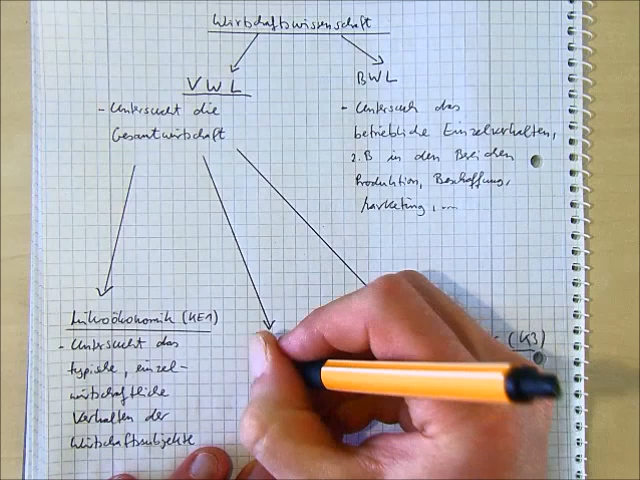 Wirtschaftswissenschaft
VWL
- Untersucht die
Gesamtwirtschaft
BWL
- Untersuch das
betriebliche Einzelverhalten,
z.B in den Bereichen
Produktion, Beschaffung,
Marketing, ...
Mikroökonomik (KE1)
- Untersucht das
typische, einzel-
wirtschaftliche
Verhalten der
Wirtschaftssubjekte
(K3)